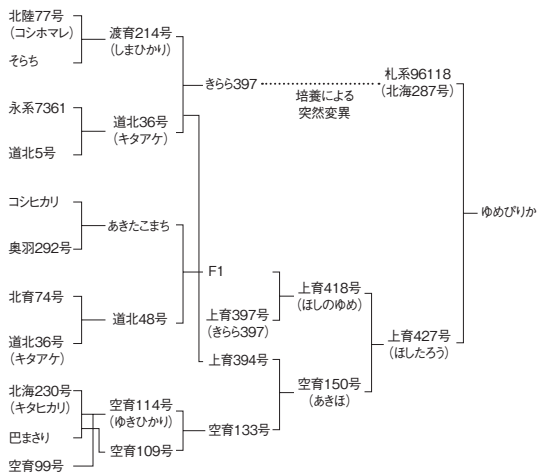 北陸77号
(コシホマレ)
そらち
渡育214号
(しまひかり)
永系7361
道北5号
道北36号
(キタアケ)
きらら397
培養による
突然変異
札系96118
(北海287号)
コシヒカリ
奥羽292号
あきたこまち
北育74号
道北36号
(キタアケ)
道北48号
F1
上育397号
(きらら397)
上育418号
(ほしのゆめ)
上育394号
北海230号
(キタヒカリ)
巴まさり
空育99号
空育114号
(ゆきひかり)
空育109号
空育133号
空育150号
(あきほ)
上育427号
(ほしたろう)
ゆめぴりか